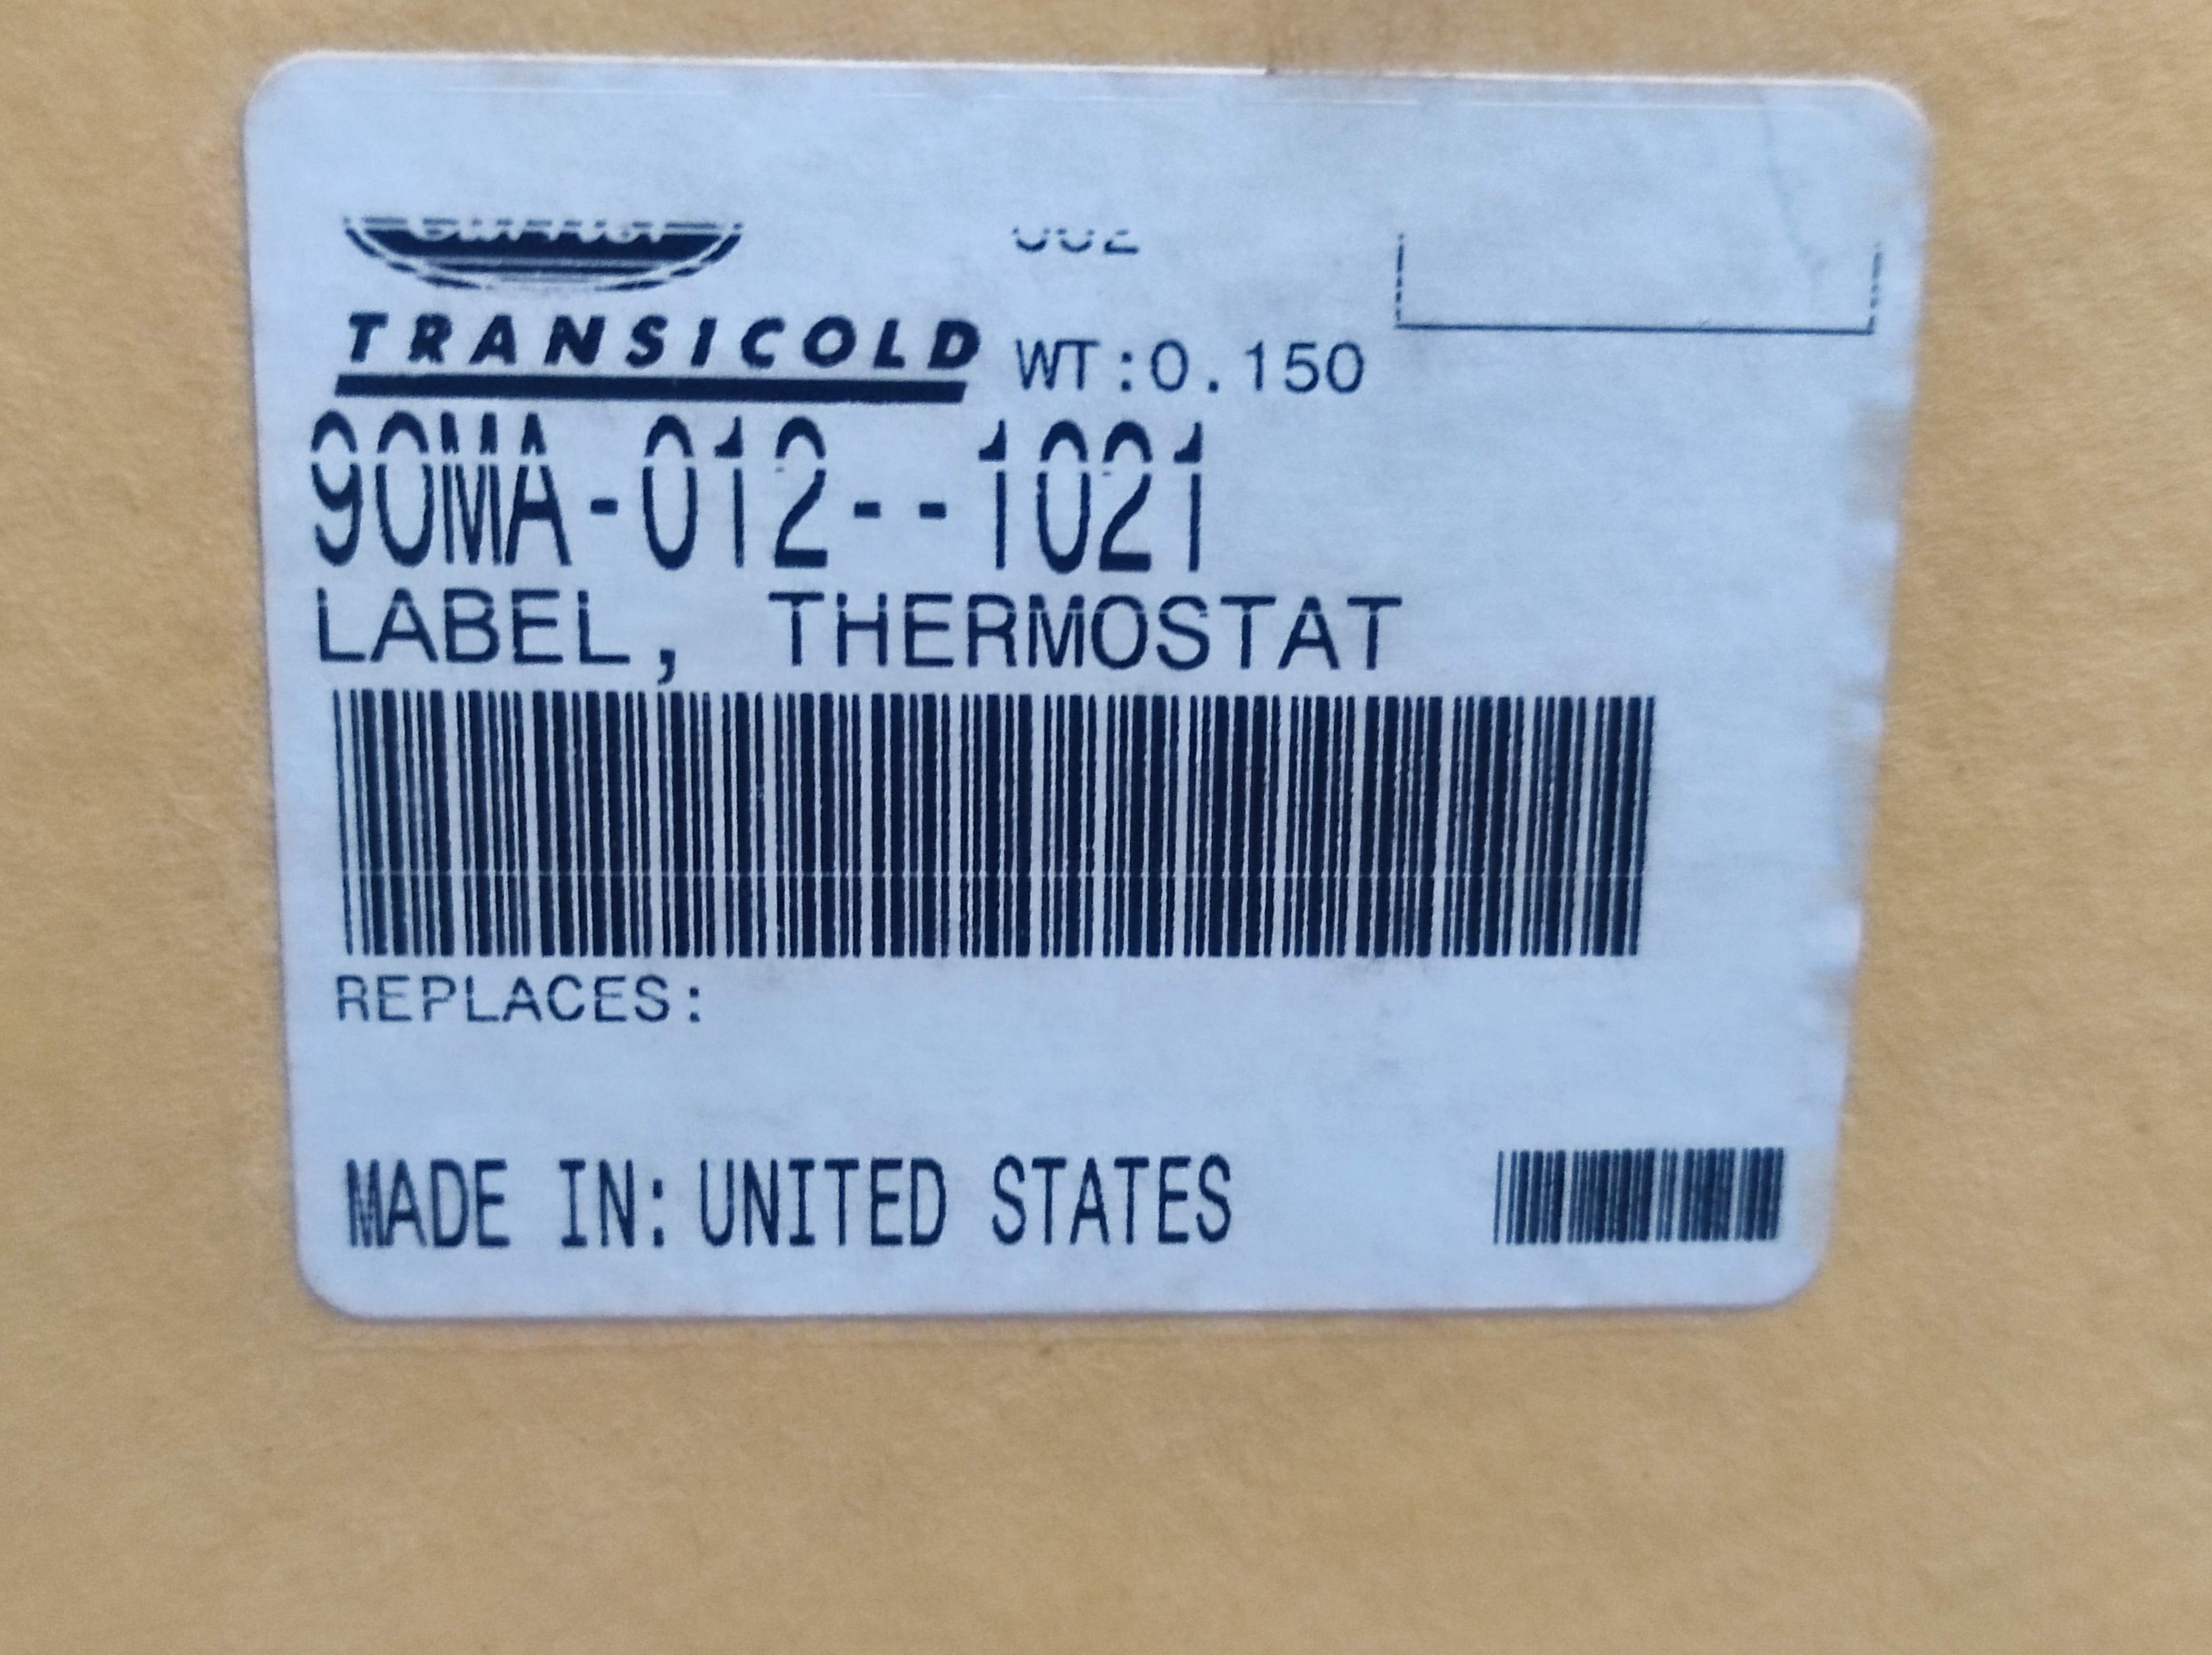 TRANSICOLD
WT:0.150
90MA-012--1021
LABEL, THERMOSTAT
REPLACES:
MADE IN: UNITED STATES